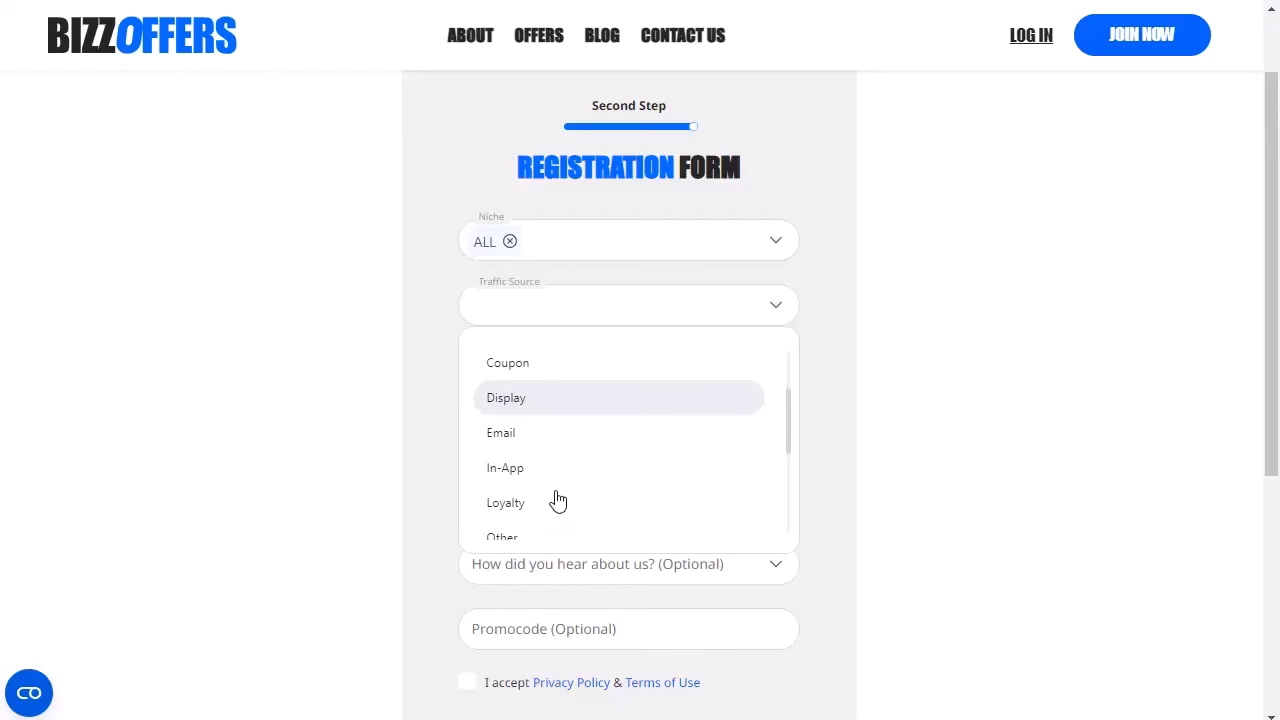 BIZZOFFERS
ABOUT OFFERS BLOG CONTACT US
LOG IN
JOIN NOW
Second Step
REGISTRATION FORM
Niche
ALL
Traffic Source
Coupon
Display
Email
In-App
Loyalty
Other
How did you hear about us? (Optional)
Promocode (Optional)
I accept Privacy Policy & Terms of Use